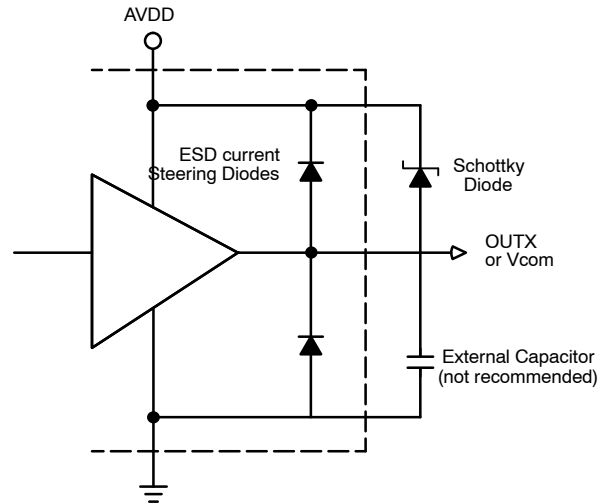 AVDD
ESD current
Steering Diodes
Schottky
Diode
OUTX
or Vcom
External Capacitor
(not recommended)